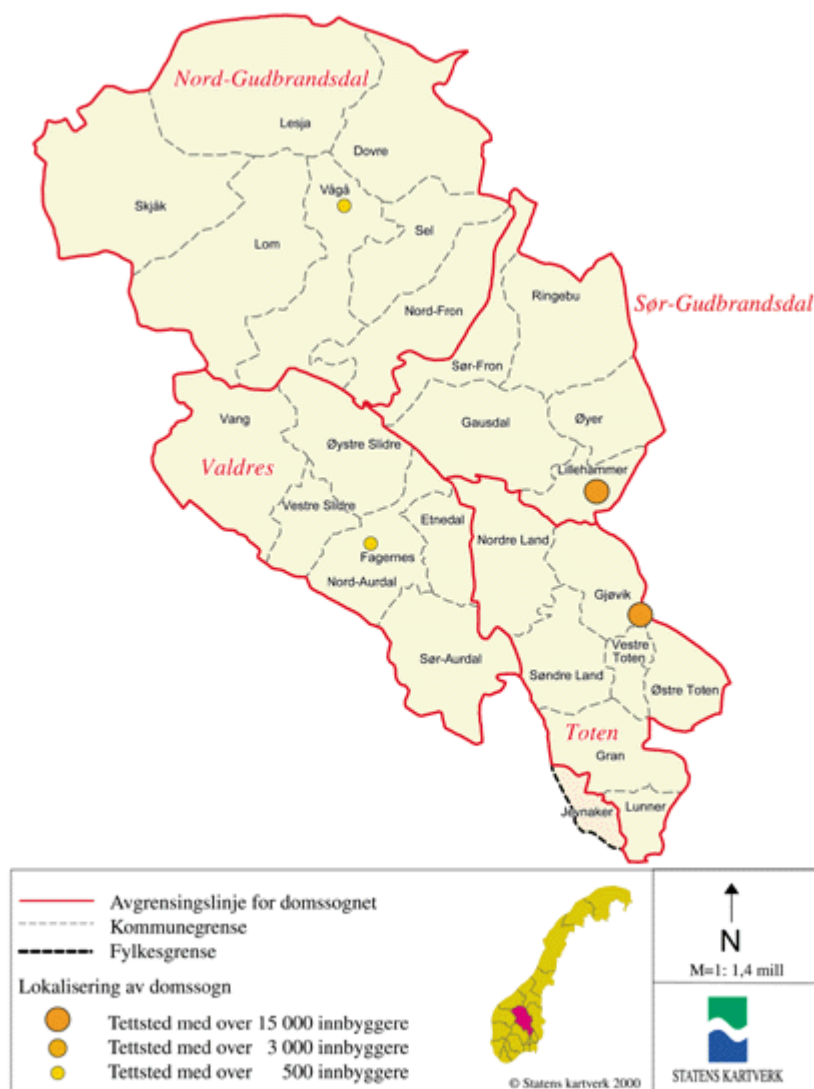 Nord-Gudbrandsdal
Lesja
Dovre
Vågå
Skjåk
Sel
Lom
Ringebu
Sør-Gudbrandsdal
Nord-Fron
Sør-Fron
Vang
Gausdal
Øyer
Øystre Slidre
Valdres
Lillehammer
Vestre Slidre
Etnedal
Nordre Land
Fagernes
Nord-Aurdal
Gjøvik
Vestre
Toten
Sør-Aurdal
Søndre Land
Østre Toten
Toten
Gran
Jevnaker
Lunner
Avgrensingslinje for domssognet
Kommunegrense
Fylkesgrense
Lokalisering av domssogn
Tettsted med over 15 000 innbyggere
Tettsted med over 3 000 innbyggere
Tettsted med over 500 innbyggere
© Statens kartverk 2000
N
M=1: 1,4 mill
STATENS KARTVERK